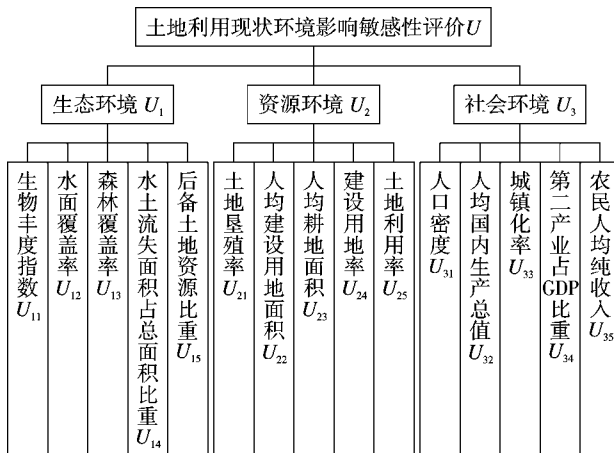 土地利用现状环境影响敏感性评价U
生态环境 U₁
资源环境 U₂
社会环境 U₃
生物丰度指数U₁₁
水面覆盖率U₁₂
森林覆盖率U₁₃
水土流失面积占总面积比重U₁₄
后备土地资源比重U₁₅
土地垦殖率U₂₁
人均建设用地面积U₂₂
人均耕地面积U₂₃
建设用地率U₂₄
土地利用率U₂₅
人口密度U₃₁
人均国内生产总值U₃₂
城镇化率U₃₃
第二产业占GDP比重U₃₄
农民人均纯收入U₃₅